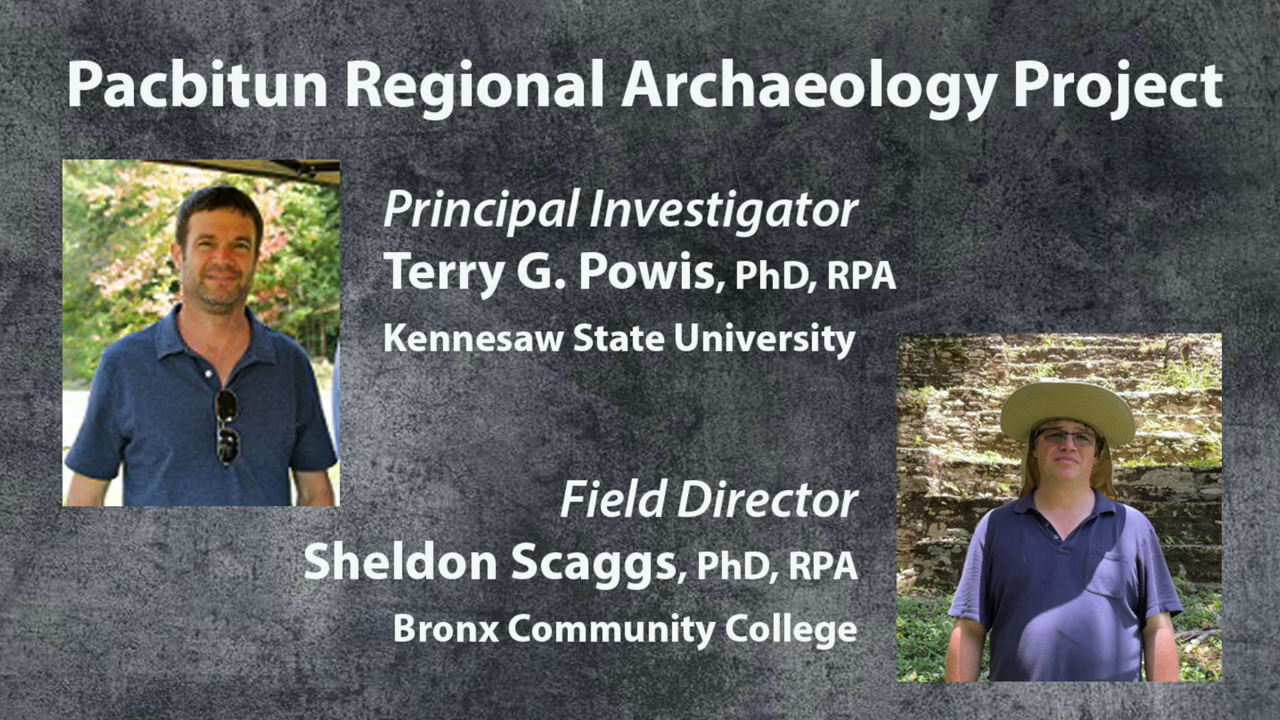 Pacbitun Regional Archaeology Project
Principal Investigator
Terry G. Powis, PhD, RPA
Kennesaw State University
Field Director
Sheldon Scaggs, PhD, RPA
Bronx Community College